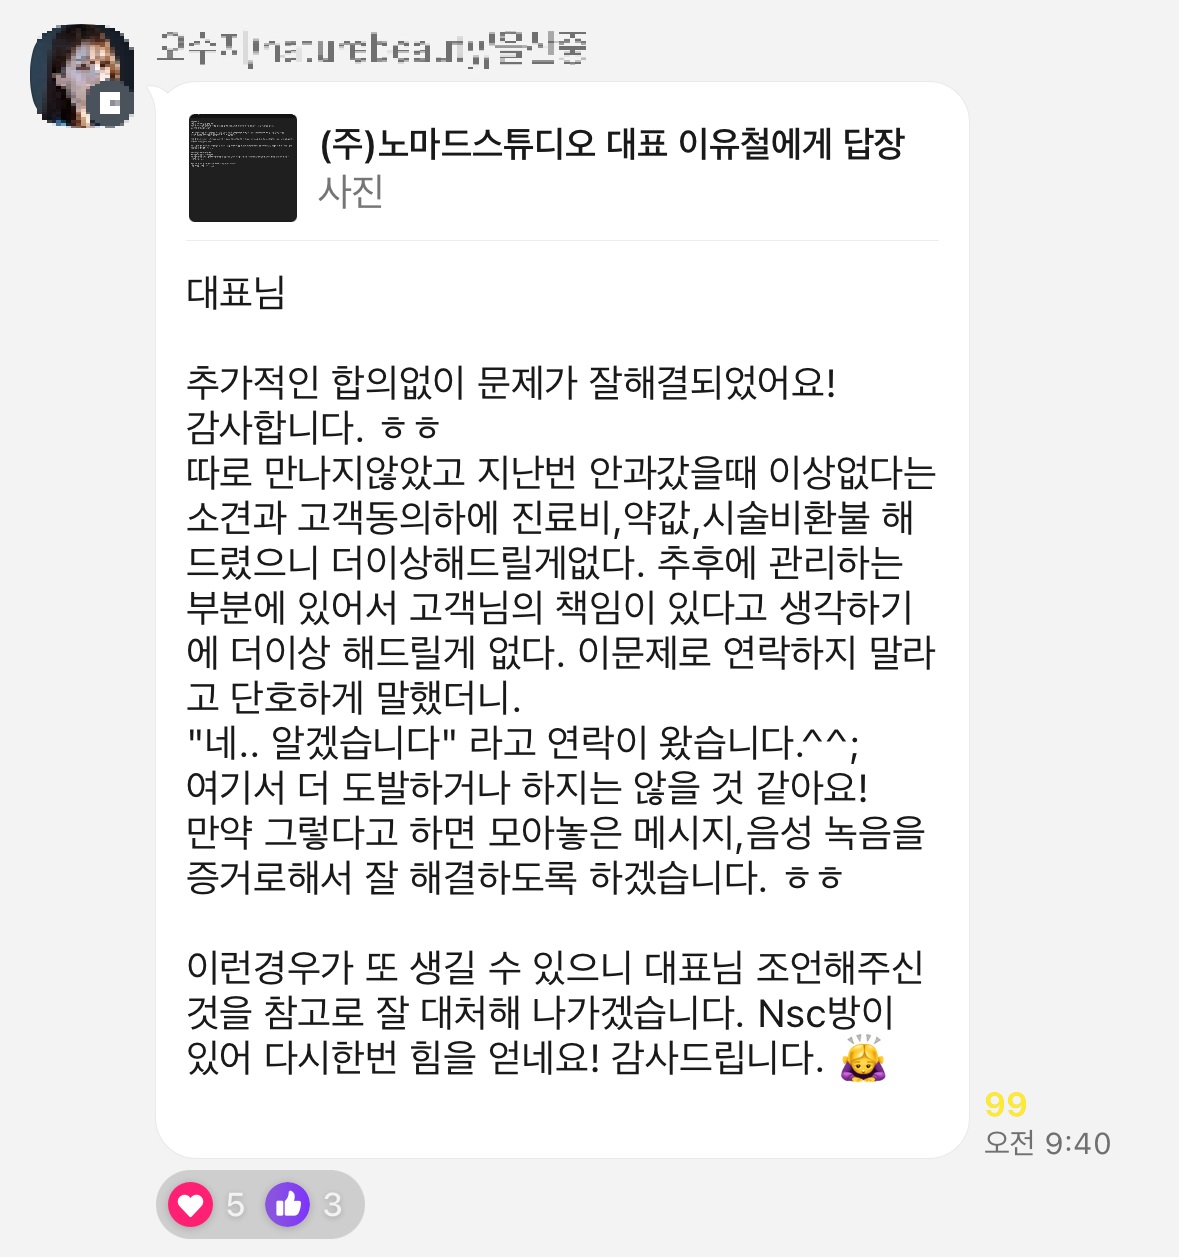 (주)노마드스튜디오 대표 이유철에게 답장
사진
대표님
추가적인 합의없이 문제가 잘해결되었어요!
감사합니다. ㅎㅎ
따로 만나지않았고 지난번 안과갔을때 이상없다는
소견과 고객동의하에 진료비,약값,시술비환불 해
드렸으니 더이상해드릴게없다. 추후에 관리하는
부분에 있어서 고객님의 책임이 있다고 생각하기
에 더이상 해드릴게 없다. 이문제로 연락하지 말라
고 단호하게 말했더니.
"네.. 알겠습니다" 라고 연락이 왔습니다.^^;
여기서 더 도발하거나 하지는 않을 것 같아요!
만약 그렇다고 하면 모아놓은 메시지,음성 녹음을
증거로해서 잘 해결하도록 하겠습니다. ㅎㅎ
이런경우가 또 생길 수 있으니 대표님 조언해주신
것을 참고로 잘 대처해 나가겠습니다. Nsc방이
있어 다시한번 힘을 얻네요! 감사드립니다. 🙇‍♀️
99
오전 9:40
5 3